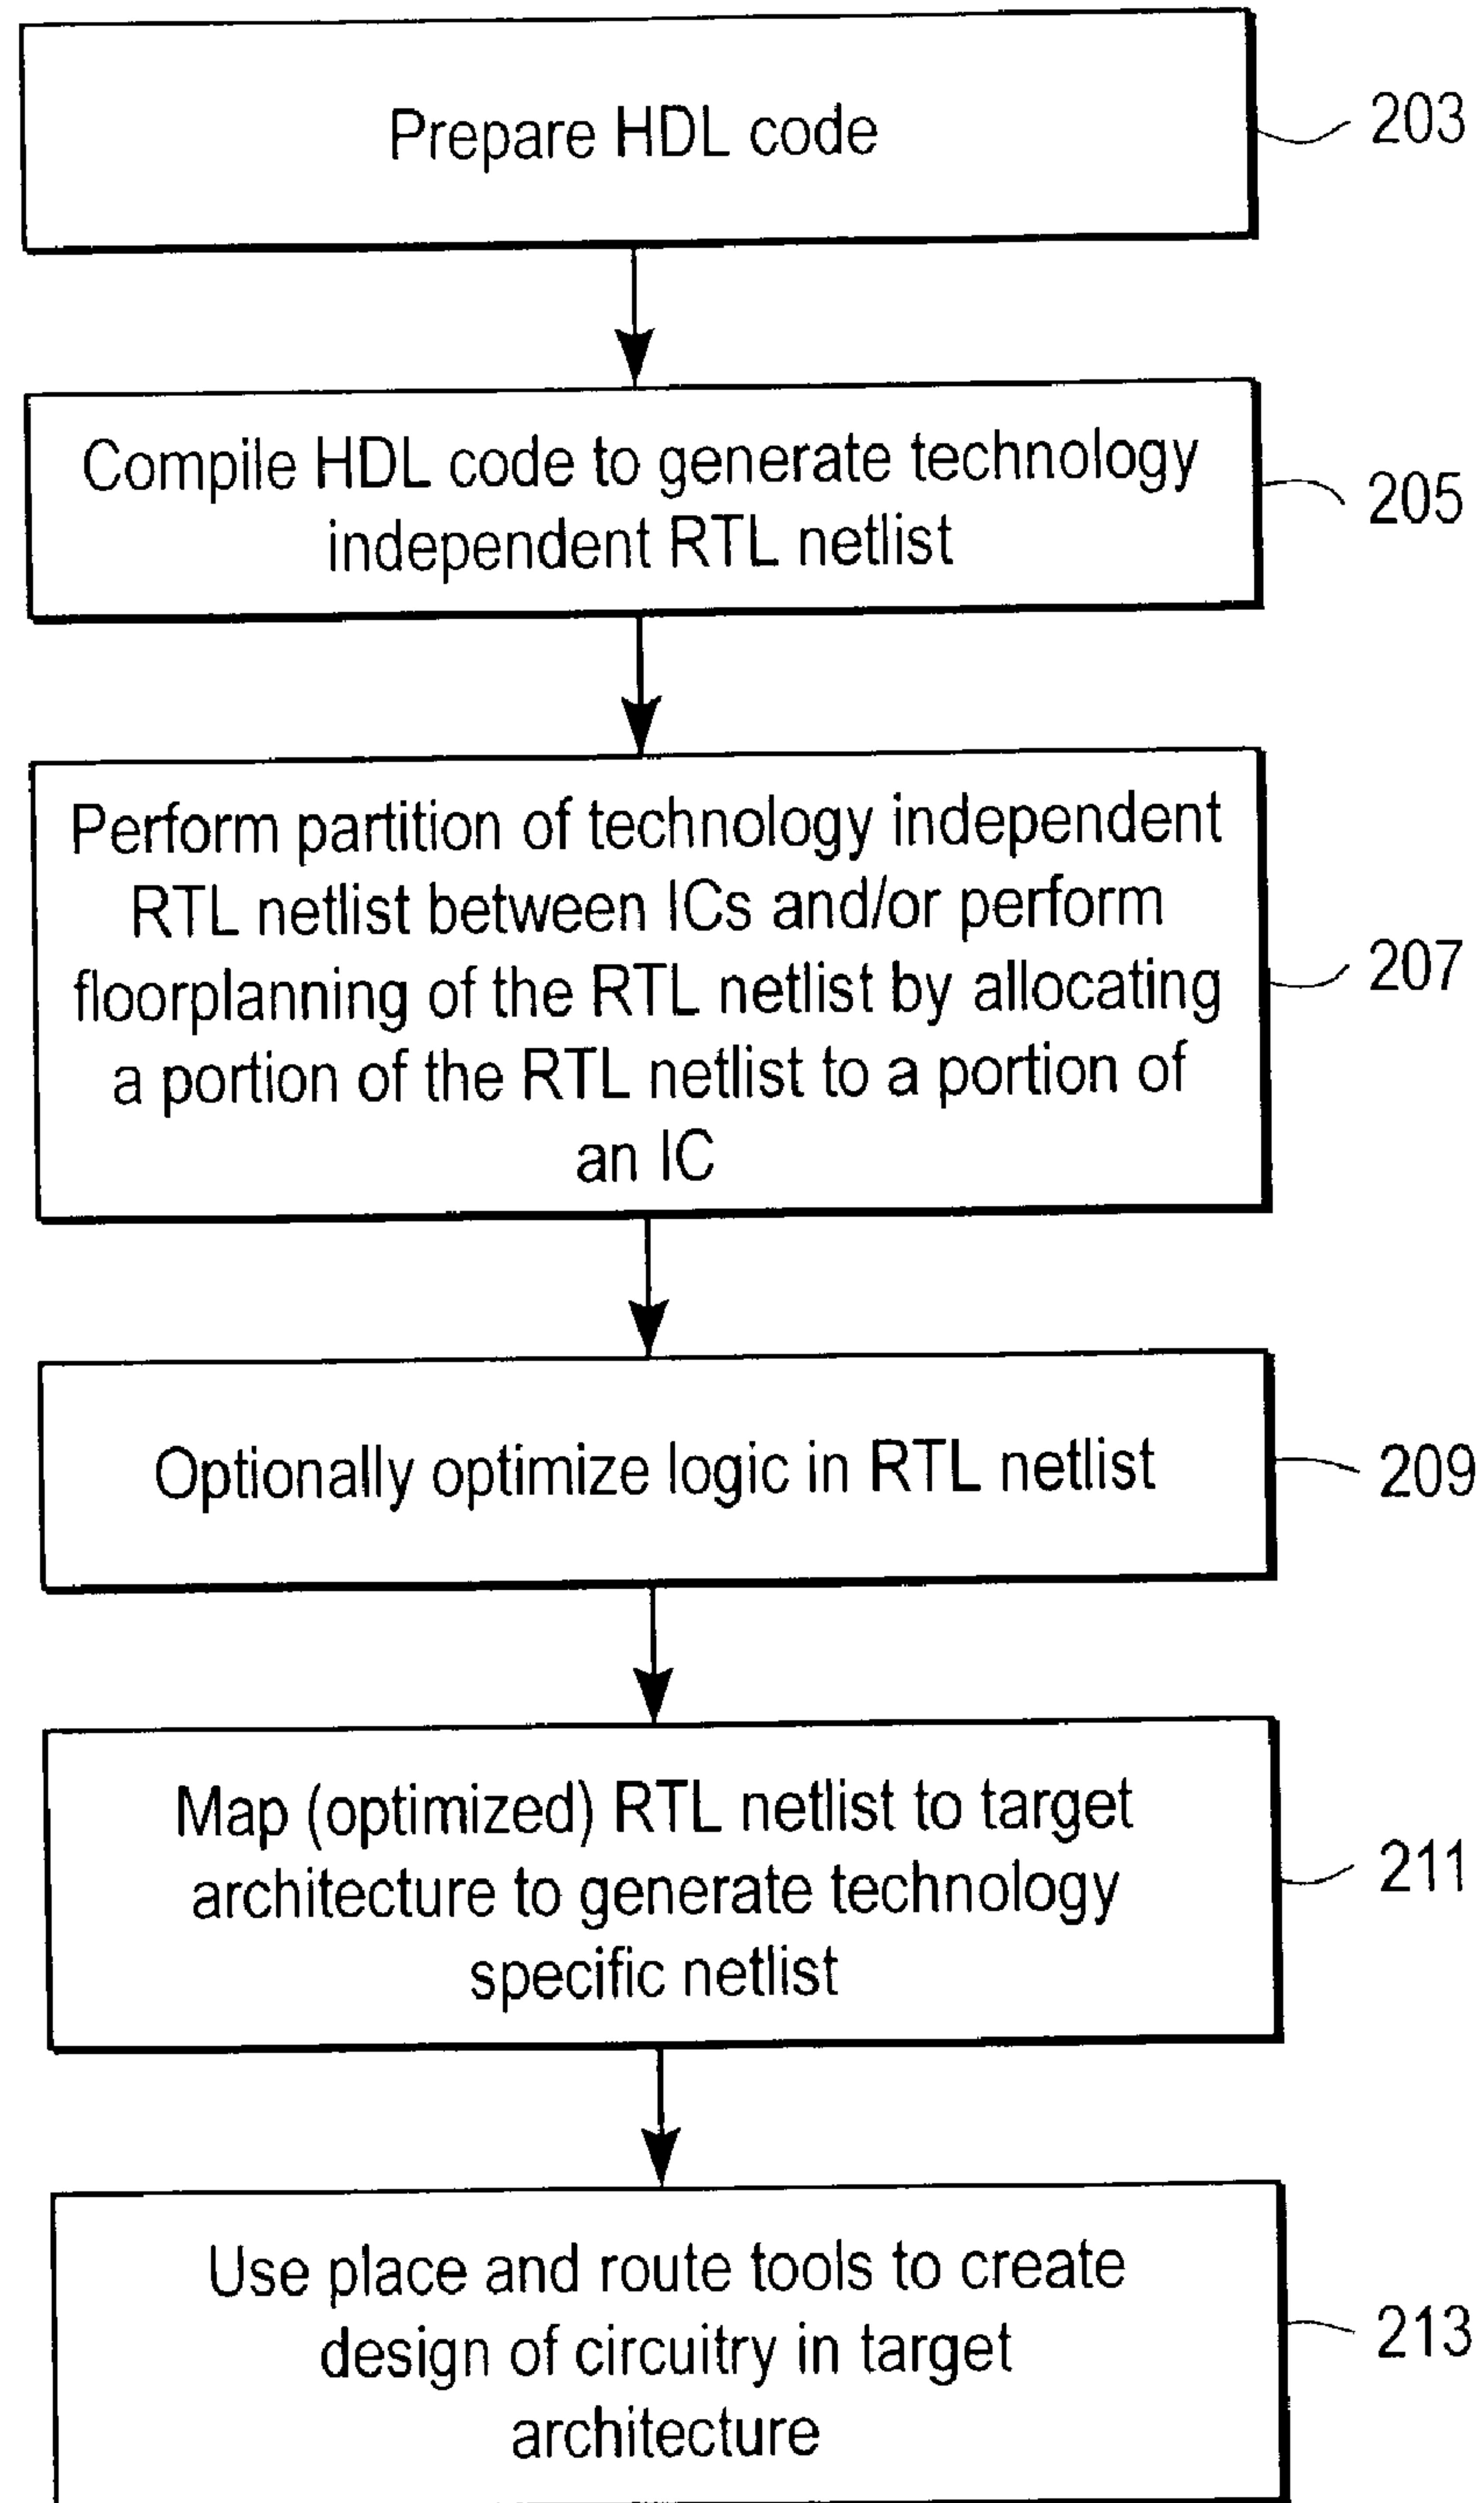 Prepare HDL code
203
Compile HDL code to generate technology
independent RTL netlist
205
Perform partition of technology independent
RTL netlist between ICs and/or perform
floorplanning of the RTL netlist by allocating
a portion of the RTL netlist to a portion of
an IC
207
Optionally optimize logic in RTL netlist
209
Map (optimized) RTL netlist to target
architecture to generate technology
specific netlist
211
Use place and route tools to create
design of circuitry in target
architecture
213